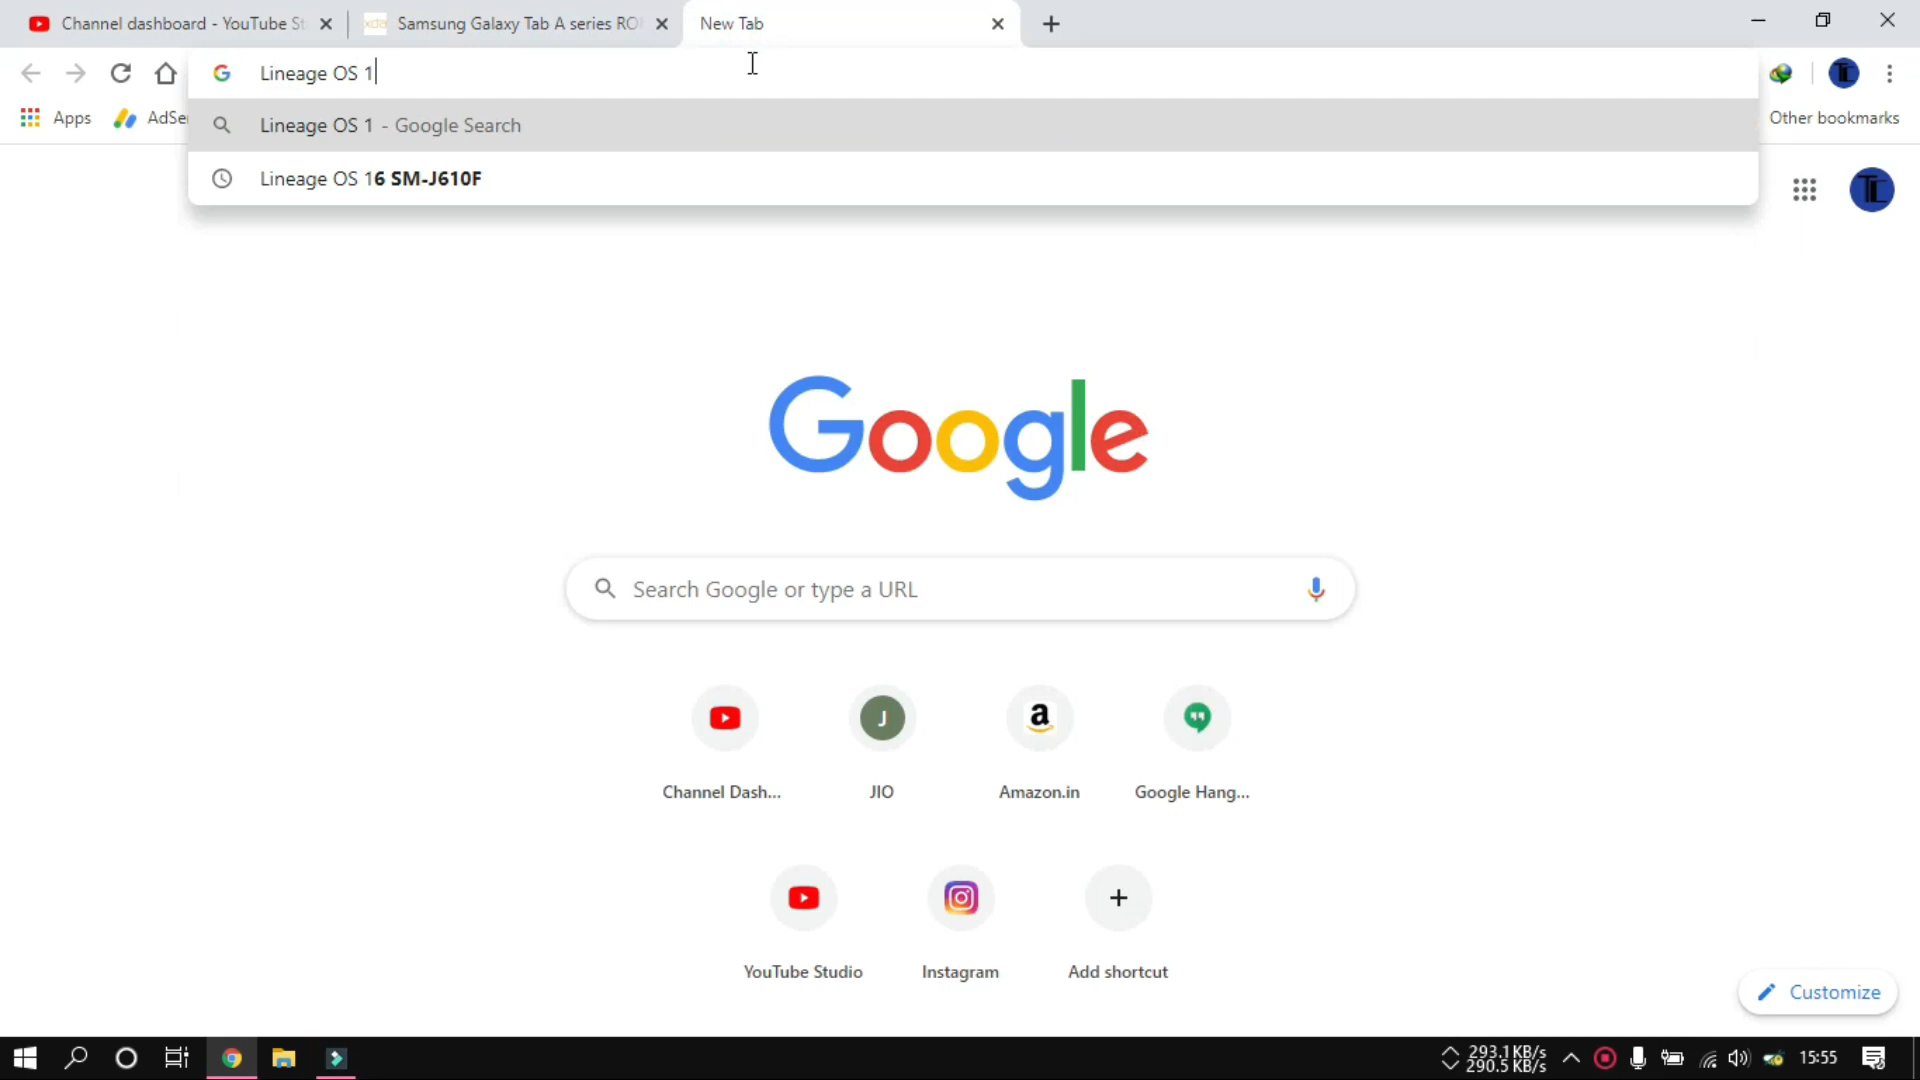 Channel dashboard - YouTube St
Samsung Galaxy Tab A series RO
New Tab
Lineage OS 1
Apps
AdSe
Other bookmarks
Lineage OS 1 - Google Search
Lineage OS 16 SM-J610F
TC
Google
Search Google or type a URL
J
a
Channel Dash...
JIO
Amazon.in
Google Hang...
YouTube Studio
Instagram
Add shortcut
Customize
293.1 KB/s
290.5 KB/s
15:55